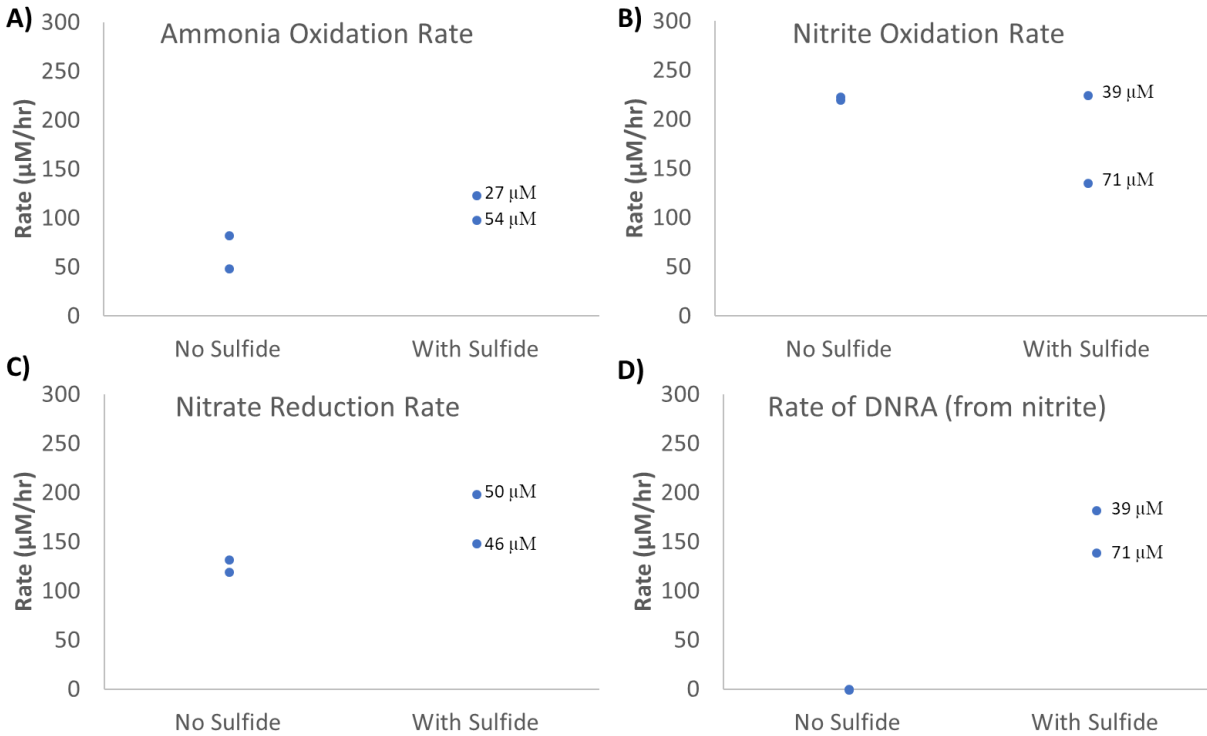 A)
Ammonia Oxidation Rate
Rate (µM/hr)
300
250
200
150
100
50
0
27 µM
54 µM
No Sulfide
With Sulfide
B)
Nitrite Oxidation Rate
Rate (µM/hr)
300
250
200
150
100
50
0
39 µM
71 µM
No Sulfide
With Sulfide
C)
Nitrate Reduction Rate
Rate (µM/hr)
300
250
200
150
100
50
0
50 µM
46 µM
No Sulfide
With Sulfide
D)
Rate of DNRA (from nitrite)
Rate (µM/hr)
300
250
200
150
100
50
0
39 µM
71 µM
No Sulfide
With Sulfide